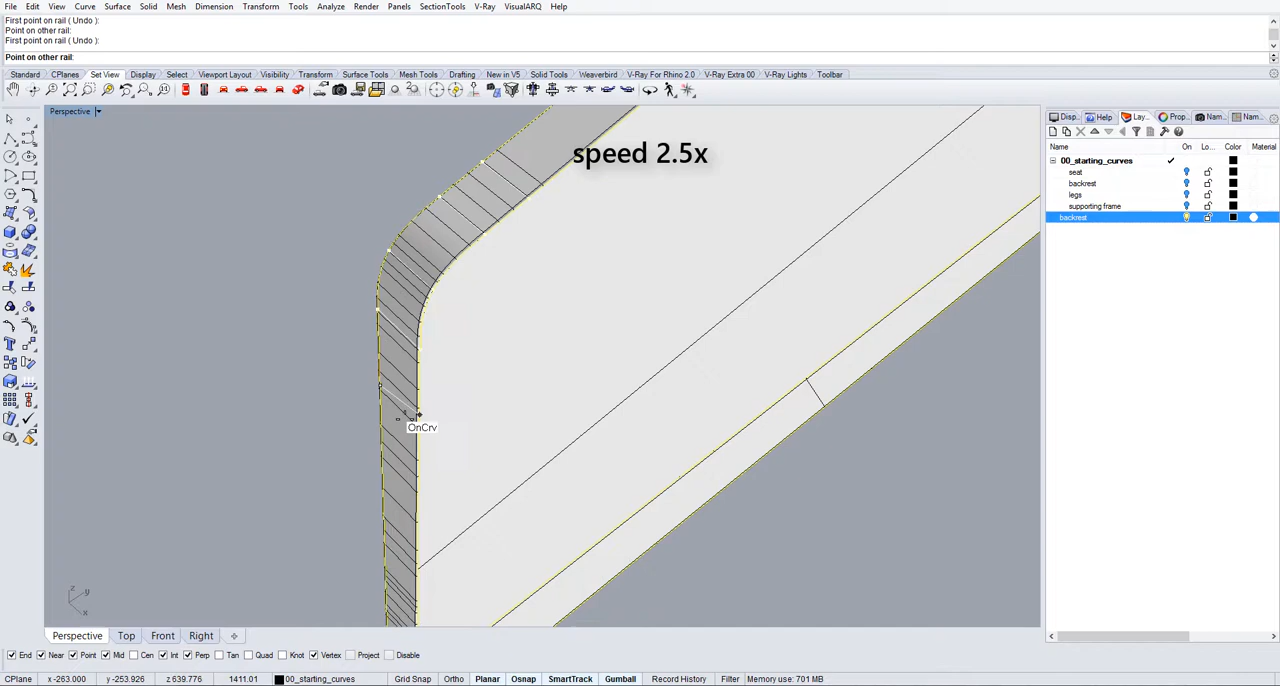 File Edit View Curve Surface Solid Mesh Dimension Transform Tools Analyze Render Panels SectionTools V-Ray VisualARQ Help
First point on rail ( Undo ) :
Point on other rail:
First point on rail ( Undo ) :
Point on other rail:
Standard CPlanes Set View Display Select Viewport Layout Visibility Transform Surface Tools Mesh Tools Drafting New in V5 Solid Tools Weaverbird V-Ray For Rhino 2.0 V-Ray Extra 00 V-Ray Lights Toolbar
Perspective
Disp... Help Lay... Prop... Nam... Nam...
Name On Lo... Color Material
00_starting_curves
seat
backrest
legs
supporting frame
backrest
speed 2.5x
OnCrv
z
y
x
Perspective Top Front Right
End Near Point Mid Cen Int Perp Tan Quad Knot Vertex Project Disable
CPlane x -263.000 y -253.926 z 639.776 1411.01 00_starting_curves Grid Snap Ortho Planar Osnap SmartTrack Gumball Record History Filter Memory use: 701 MB